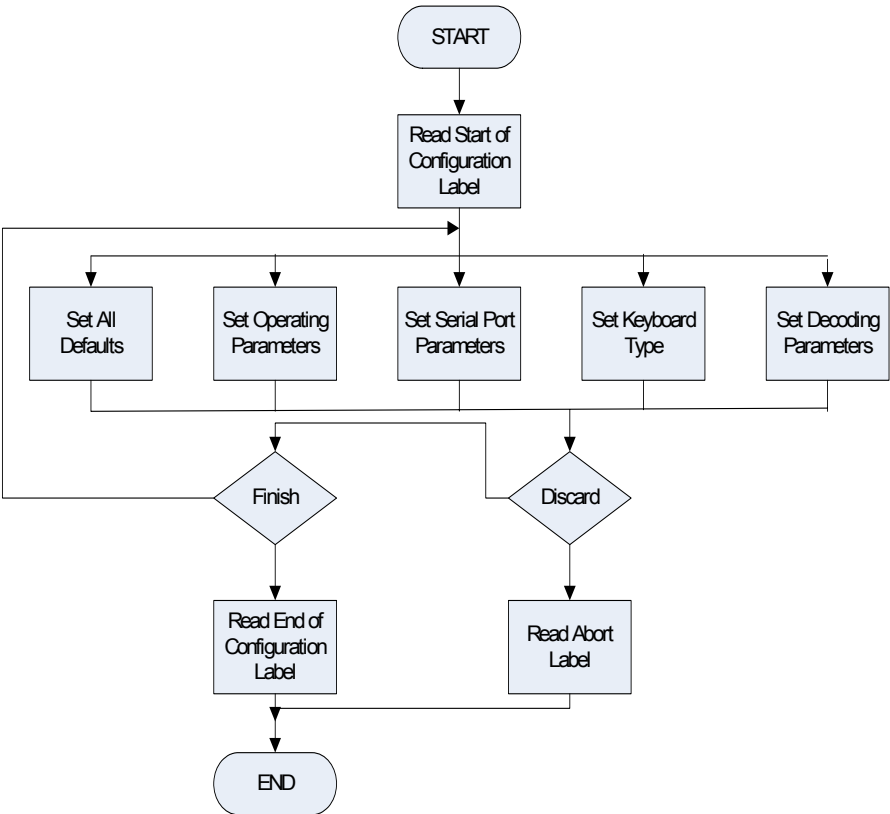 START
Read Start of
Configuration
Label
Set All
Defaults
Set Operating
Parameters
Set Serial Port
Parameters
Set Keyboard
Type
Set Decoding
Parameters
Finish
Discard
Read End of
Configuration
Label
Read Abort
Label
END